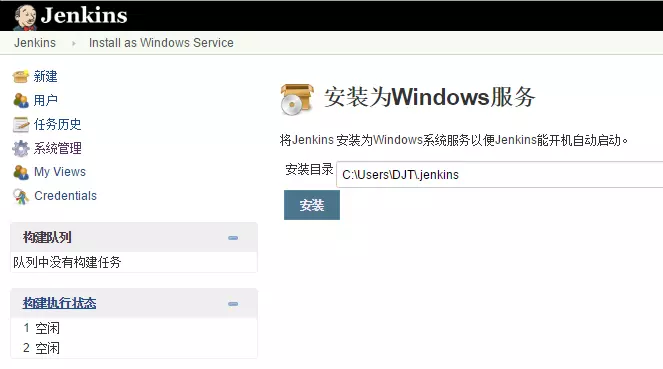 Jenkins
Jenkins Install as Windows Service
新建
用户
任务历史
系统管理
My Views
Credentials
构建队列
队列中没有构建任务
构建执行状态
1 空闲
2 空闲
安装为Windows服务
将Jenkins 安装为Windows系统服务以便Jenkins能开机自动启动。
安装目录 C:\Users\DJT\.jenkins
安装